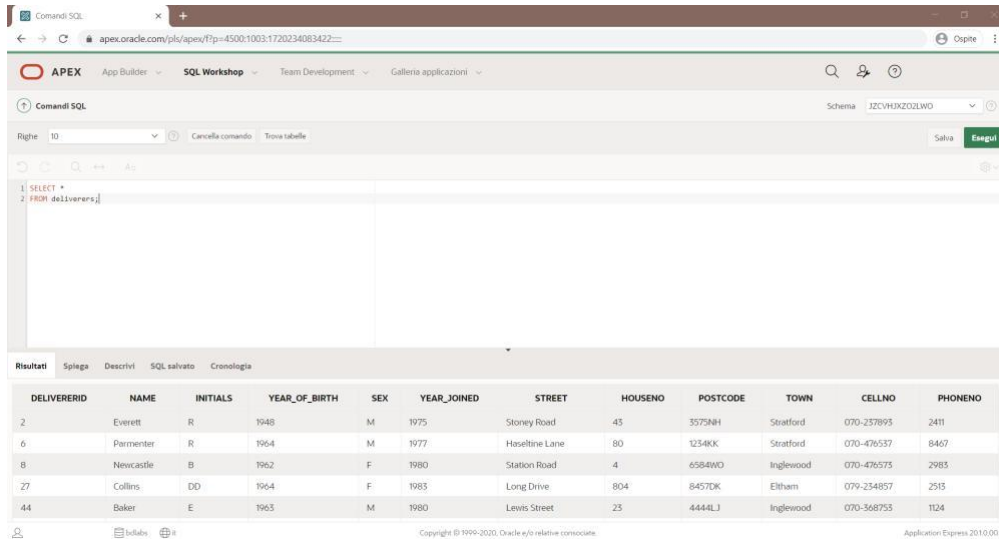 Comandi SQL
apex.oracle.com/pls/apex/f?p=4500:1003:1720234083422:::::
Ospite
APEX App Builder SQL Workshop Team Development Galleria applicazioni
Comandi SQL Schema JZCVHJXZO2LWO
Righe 10 Cancella comando Trova tabelle Salva Esegui
1 SELECT *
2 FROM deliverers;
Risultati Spiega Descrivi SQL salvato Cronologia
DELIVERERID NAME INITIALS YEAR_OF_BIRTH SEX YEAR_JOINED STREET HOUSENO POSTCODE TOWN CELLNO PHONENO
2 Everett R 1948 M 1975 Stoney Road 43 3575NH Stratford 070-237893 2411
6 Parmenter R 1964 M 1977 Haseltine Lane 80 1234KK Stratford 070-476537 8467
8 Newcastle B 1962 F 1980 Station Road 4 6584WO Inglewood 070-476573 2983
27 Collins DD 1964 F 1983 Long Drive 804 8457DK Eltham 079-234857 2513
44 Baker E 1963 M 1980 Lewis Street 23 4444LJ Inglewood 070-368753 1124
bdlabs it Copyright © 1999-2020, Oracle e/o relative consociate. Application Express 20.1.0.00